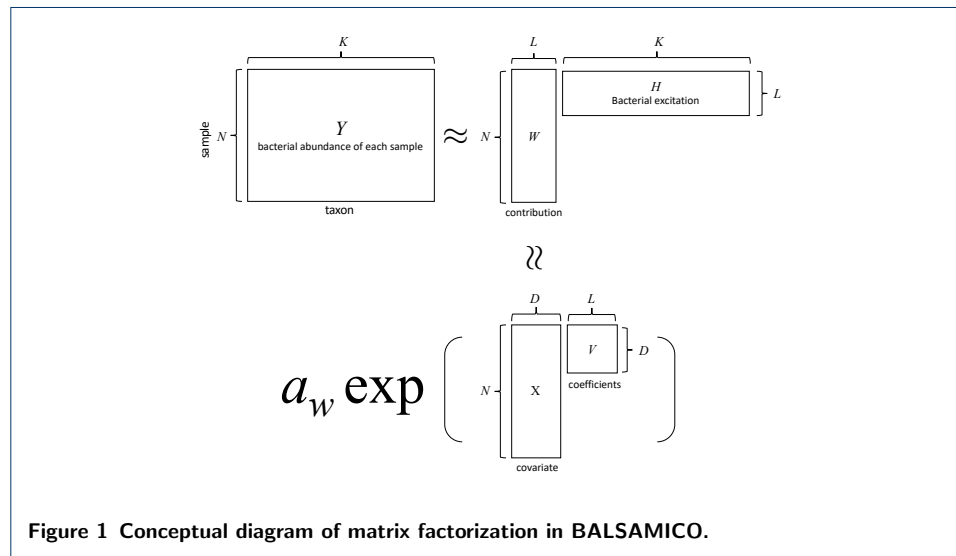 K
L
K
sample
N
Y
bacterial abundance of each sample
≈
N
W
H
Bacterial excitation
L
taxon
contribution
≈
D
L
a_w exp
N
X
V
D
coefficients
covariate
Figure 1 Conceptual diagram of matrix factorization in BALSAMICO.